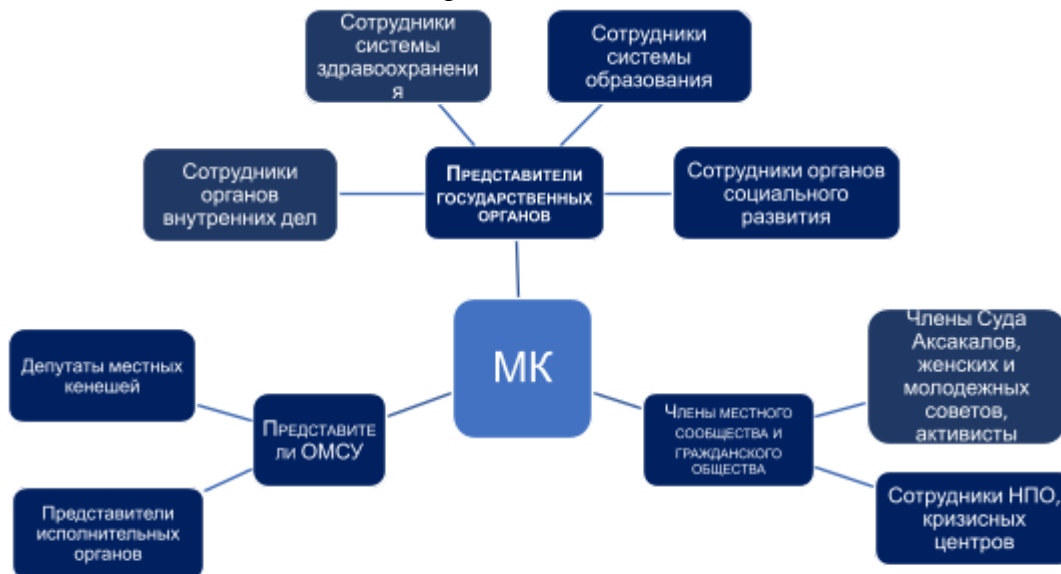 Сотрудники
системы
здравоохранени
я
Сотрудники
системы
образования
Сотрудники
органов
внутренних дел
Представители
государственных
органов
Сотрудники органов
социального
развития
МК
Депутаты местных
кенешей
Представите
ли ОМСУ
Представители
исполнительных
органов
Члены местного
сообщества и
гражданского
общества
Члены Суда
Аксакалов,
женских и
молодежных
советов,
активисты
Сотрудники НПО,
кризисных
центров